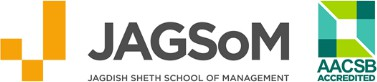 JAGSoM
JAGDISH SHETH SCHOOL OF MANAGEMENT
AACSB
ACCREDITED